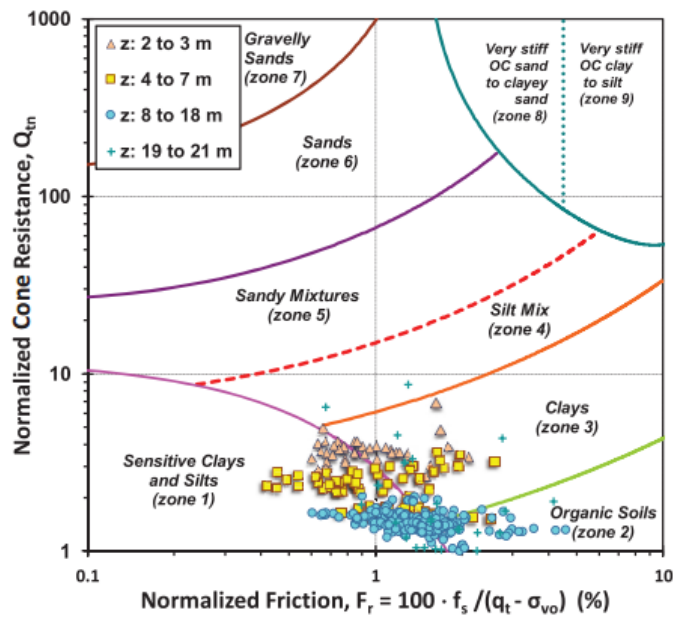 1000
100
10
1
Normalized Cone Resistance, Qtn
z: 2 to 3 m
z: 4 to 7 m
z: 8 to 18 m
z: 19 to 21 m
Gravelly
Sands
(zone 7)
Sands
(zone 6)
Very stiff
OC sand
to clayey
sand
(zone 8)
Very stiff
OC clay
to silt
(zone 9)
Sandy Mixtures
(zone 5)
Silt Mix
(zone 4)
Clays
(zone 3)
Sensitive Clays
and Silts
(zone 1)
Organic Soils
(zone 2)
0.1
1
10
Normalized Friction, Fr = 100 · fs /(qt - σvo) (%)